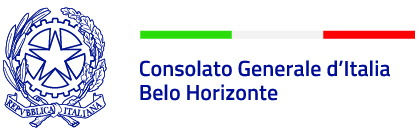 Consolato Generale d'Italia
Belo Horizonte
REPVBBLICA ITALIANA